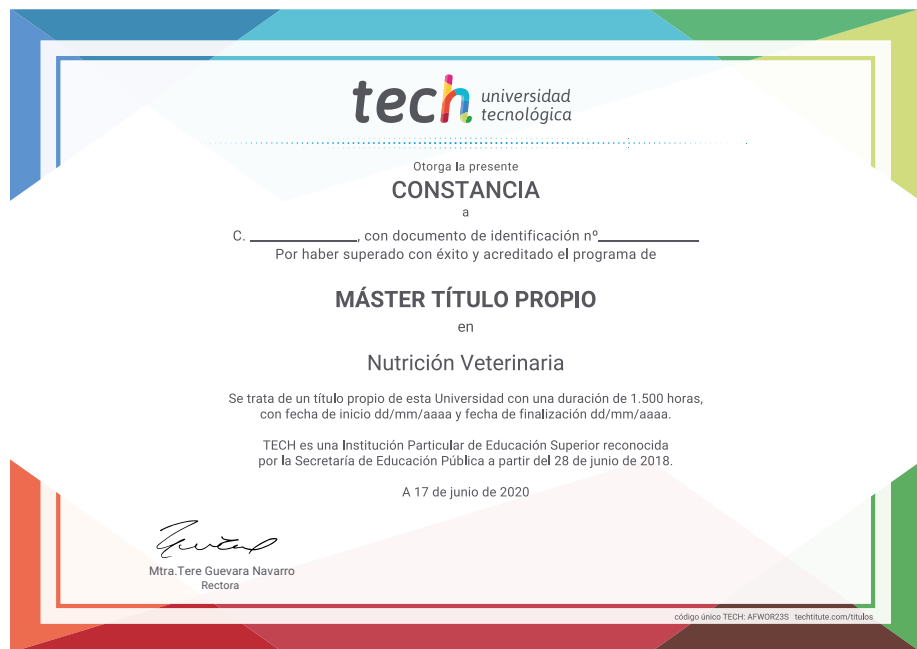 tech universidad
tecnológica
Otorga la presente
CONSTANCIA
a
C. ______________, con documento de identificación nº______________
Por haber superado con éxito y acreditado el programa de
MÁSTER TÍTULO PROPIO
en
Nutrición Veterinaria
Se trata de un título propio de esta Universidad con una duración de 1.500 horas,
con fecha de inicio dd/mm/aaaa y fecha de finalización dd/mm/aaaa.
TECH es una Institución Particular de Educación Superior reconocida
por la Secretaría de Educación Pública a partir del 28 de junio de 2018.
A 17 de junio de 2020
Mtra.Tere Guevara Navarro
Rectora
código único TECH: AFWOR23S techtitute.com/titulos